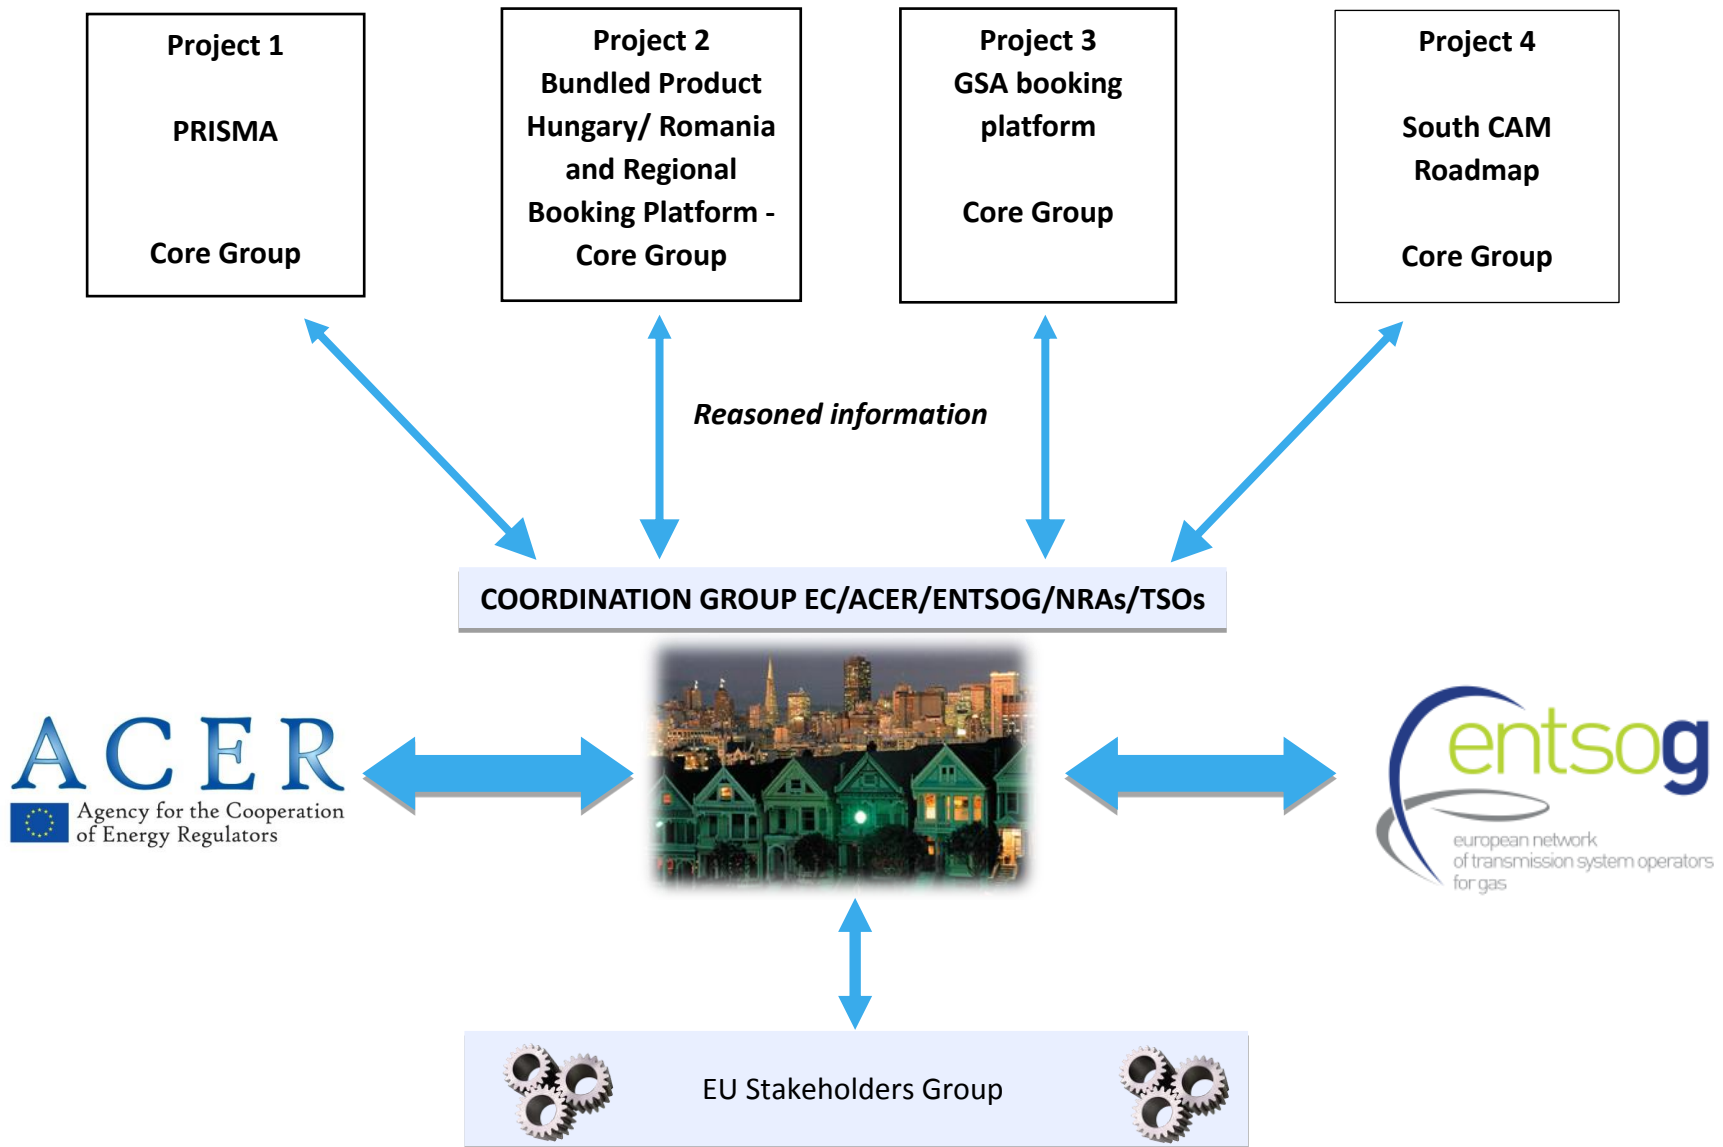 Project 1
PRISMA
Core Group
Project 2
Bundled Product
Hungary/ Romania
and Regional
Booking Platform -
Core Group
Project 3
GSA booking
platform
Core Group
Project 4
South CAM
Roadmap
Core Group
Reasoned information
COORDINATION GROUP EC/ACER/ENTSOG/NRAs/TSOs
ACER
Agency for the Cooperation
of Energy Regulators
entsog
european network
of transmission system operators
for gas
EU Stakeholders Group